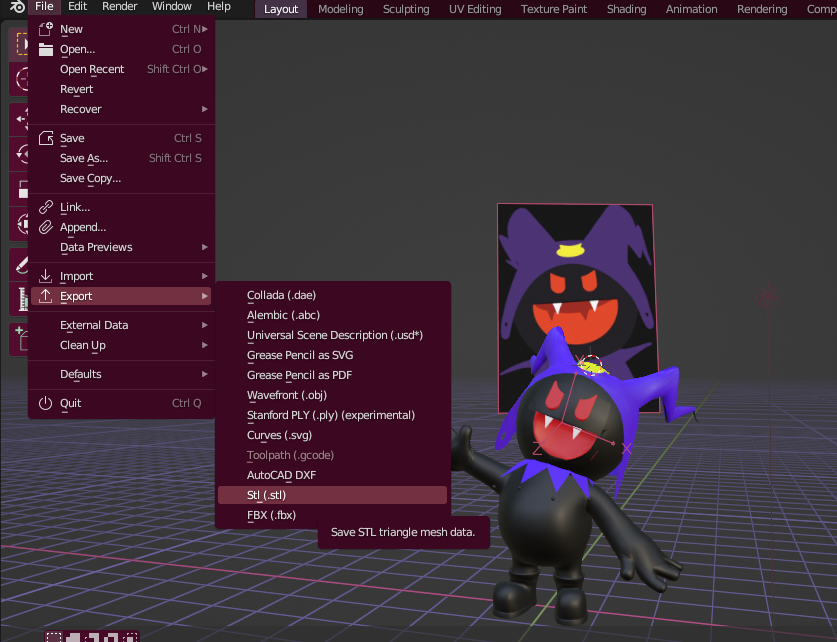 File Edit Render Window Help Layout Modeling Sculpting UV Editing Texture Paint Shading Animation Rendering Comp
New Ctrl N
Open... Ctrl O
Open Recent Shift Ctrl O
Revert
Recover
Save Ctrl S
Save As... Shift Ctrl S
Save Copy...
Link...
Append...
Data Previews
Import
Export
External Data
Clean Up
Defaults
Quit Ctrl Q
Collada (.dae)
Alembic (.abc)
Universal Scene Description (.usd*)
Grease Pencil as SVG
Grease Pencil as PDF
Wavefront (.obj)
Stanford PLY (.ply) (experimental)
Curves (.svg)
Toolpath (.gcode)
AutoCAD DXF
Stl (.stl)
FBX (.fbx)
Save STL triangle mesh data.
Y
Z
X